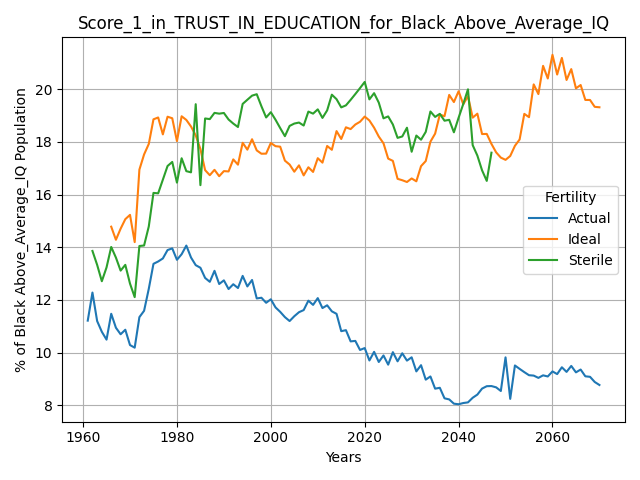 Score_1_in_TRUST_IN_EDUCATION_for_Black_Above_Average_IQ
% of Black Above_Average_IQ Population
20
18
16
14
12
10
8
Fertility
Actual
Ideal
Sterile
1960 1980 2000 2020 2040 2060
Years